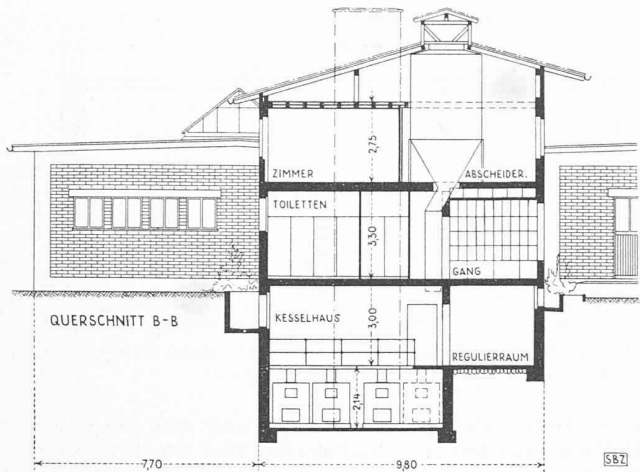 2,75
ZIMMER
ABSCHEIDER.
TOILETTEN
3,30
GANG
QUERSCHNITT B-B
KESSELHAUS
3,00
REGULIERRAUM
2,14
7,70
9,80
SBZ